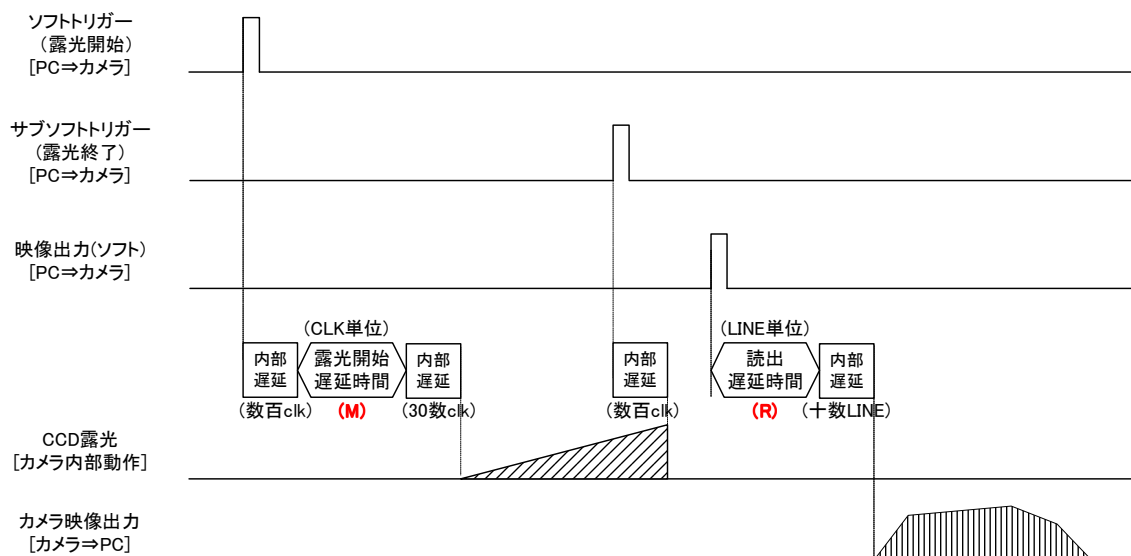 ソフトトリガー
(露光開始)
[PC⇒カメラ]
サブソフトトリガー
(露光終了)
[PC⇒カメラ]
映像出力(ソフト)
[PC⇒カメラ]
(CLK単位)
(LINE単位)
内部
遅延
露光開始
遅延時間
内部
遅延
内部
遅延
読出
遅延時間
内部
遅延
(数百clk)
(M)
(30数clk)
(数百clk)
(R)
(十数LINE)
CCD露光
[カメラ内部動作]
カメラ映像出力
[カメラ⇒PC]